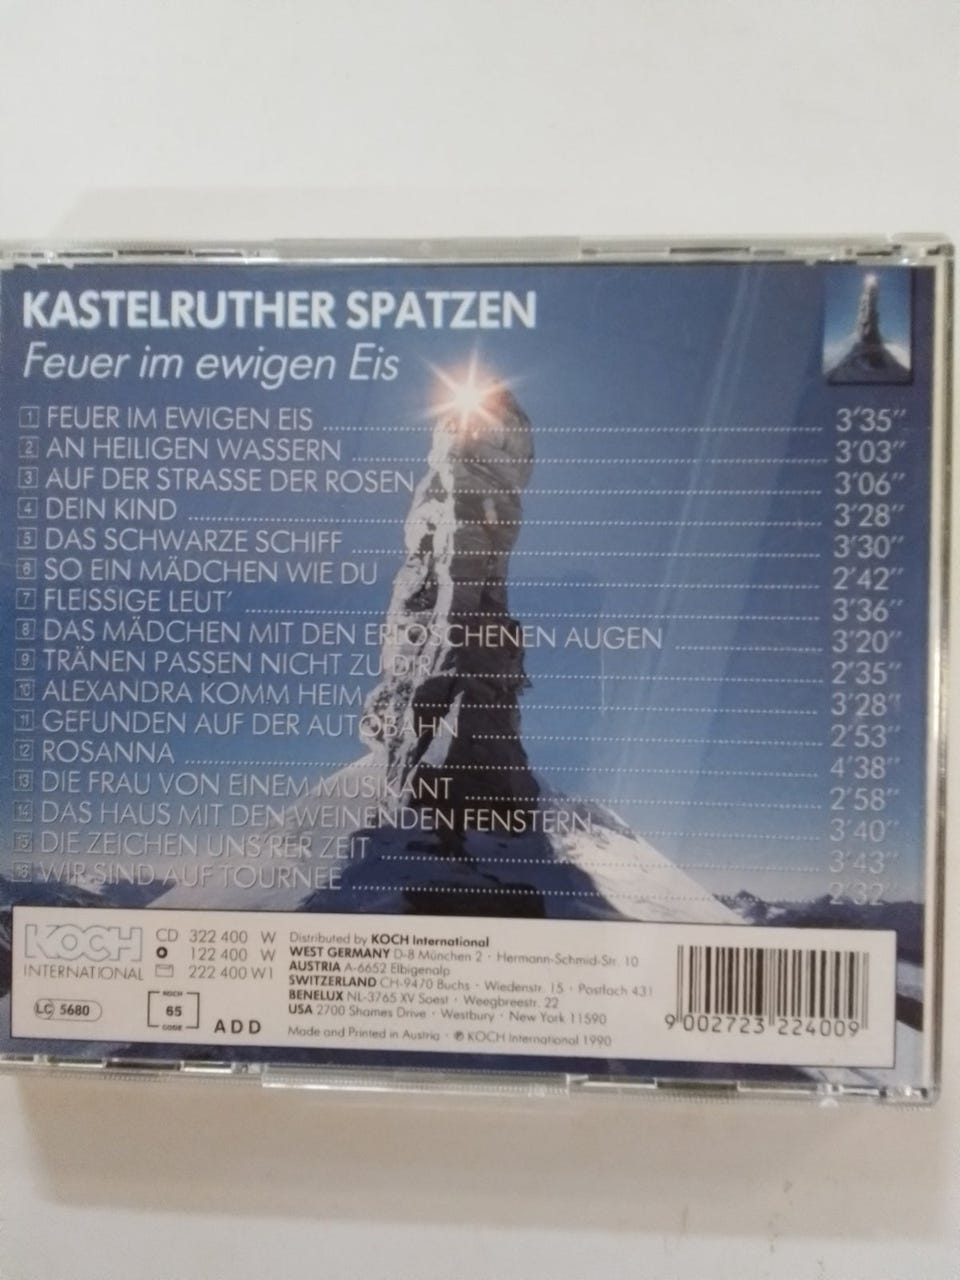 KASTELRUTHER SPATZEN
Feuer im ewigen Eis
1 FEUER IM EWIGEN EIS 3'35"
2 AN HEILIGEN WASSERN 3'03"
3 AUF DER STRASSE DER ROSEN 3'06"
4 DEIN KIND 3'28"
5 DAS SCHWARZE SCHIFF 3'30"
6 SO EIN MÄDCHEN WIE DU 2'42"
7 FLEISSIGE LEUT' 3'36"
8 DAS MÄDCHEN MIT DEN ERLOSCHENEN AUGEN 3'20"
9 TRÄNEN PASSEN NICHT ZU DIR 2'35"
10 ALEXANDRA KOMM HEIM 3'28"
11 GEFUNDEN AUF DER AUTOBAHN 2'53"
12 ROSANNA 4'38"
13 DIE FRAU VON EINEM MUSIKANT 2'58"
14 DAS HAUS MIT DEN WEINENDEN FENSTERN 3'40"
15 DIE ZEICHEN UNS'RER ZEIT 3'43"
16 WIR SIND AUF TOURNEE 2'32"
KOCH
INTERNATIONAL
CD 322 400 W
122 400 W
222 400 W1
LC 5680
KOCH
65
CODE
ADD
Distributed by KOCH International
WEST GERMANY D-8 München 2 · Hermann-Schmid-Str. 10
AUSTRIA A-6652 Elbigenalp
SWITZERLAND CH-9470 Buchs · Wiedenstr. 15 · Postfach 431
BENELUX NL-3765 XV Soest · Weegbreestr. 22
USA 2700 Shames Drive · Westbury · New York 11590
Made and Printed in Austria · ℗ KOCH International 1990
9 002723 224009